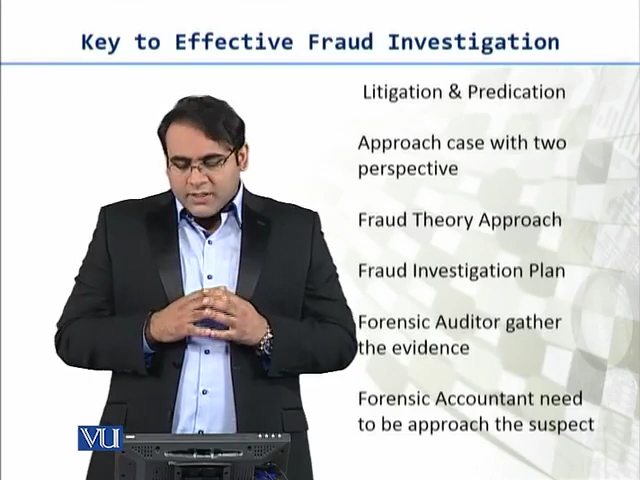 Key to Effective Fraud Investigation
Litigation & Predication
Approach case with two
perspective
Fraud Theory Approach
Fraud Investigation Plan
Forensic Auditor gather
the evidence
Forensic Accountant need
to be approach the suspect
VU